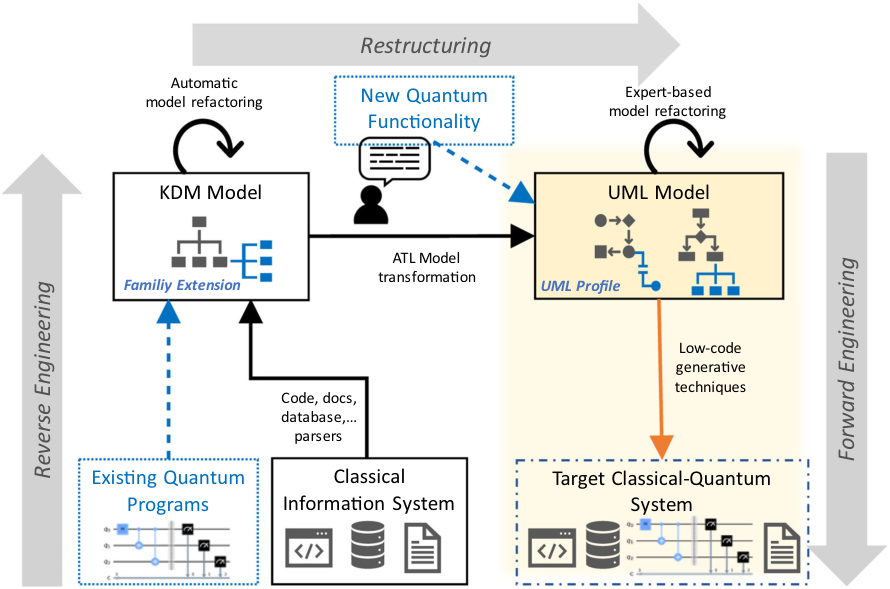 Restructuring
Automatic
model refactoring
New Quantum
Functionality
Expert-based
model refactoring
KDM Model
Familiy Extension
ATL Model
transformation
UML Model
UML Profile
Reverse Engineering
Forward Engineering
Code, docs,
database,...
parsers
Low-code
generative
techniques
Existing Quantum
Programs
Classical
Information System
</>
Target Classical-Quantum
System
</>